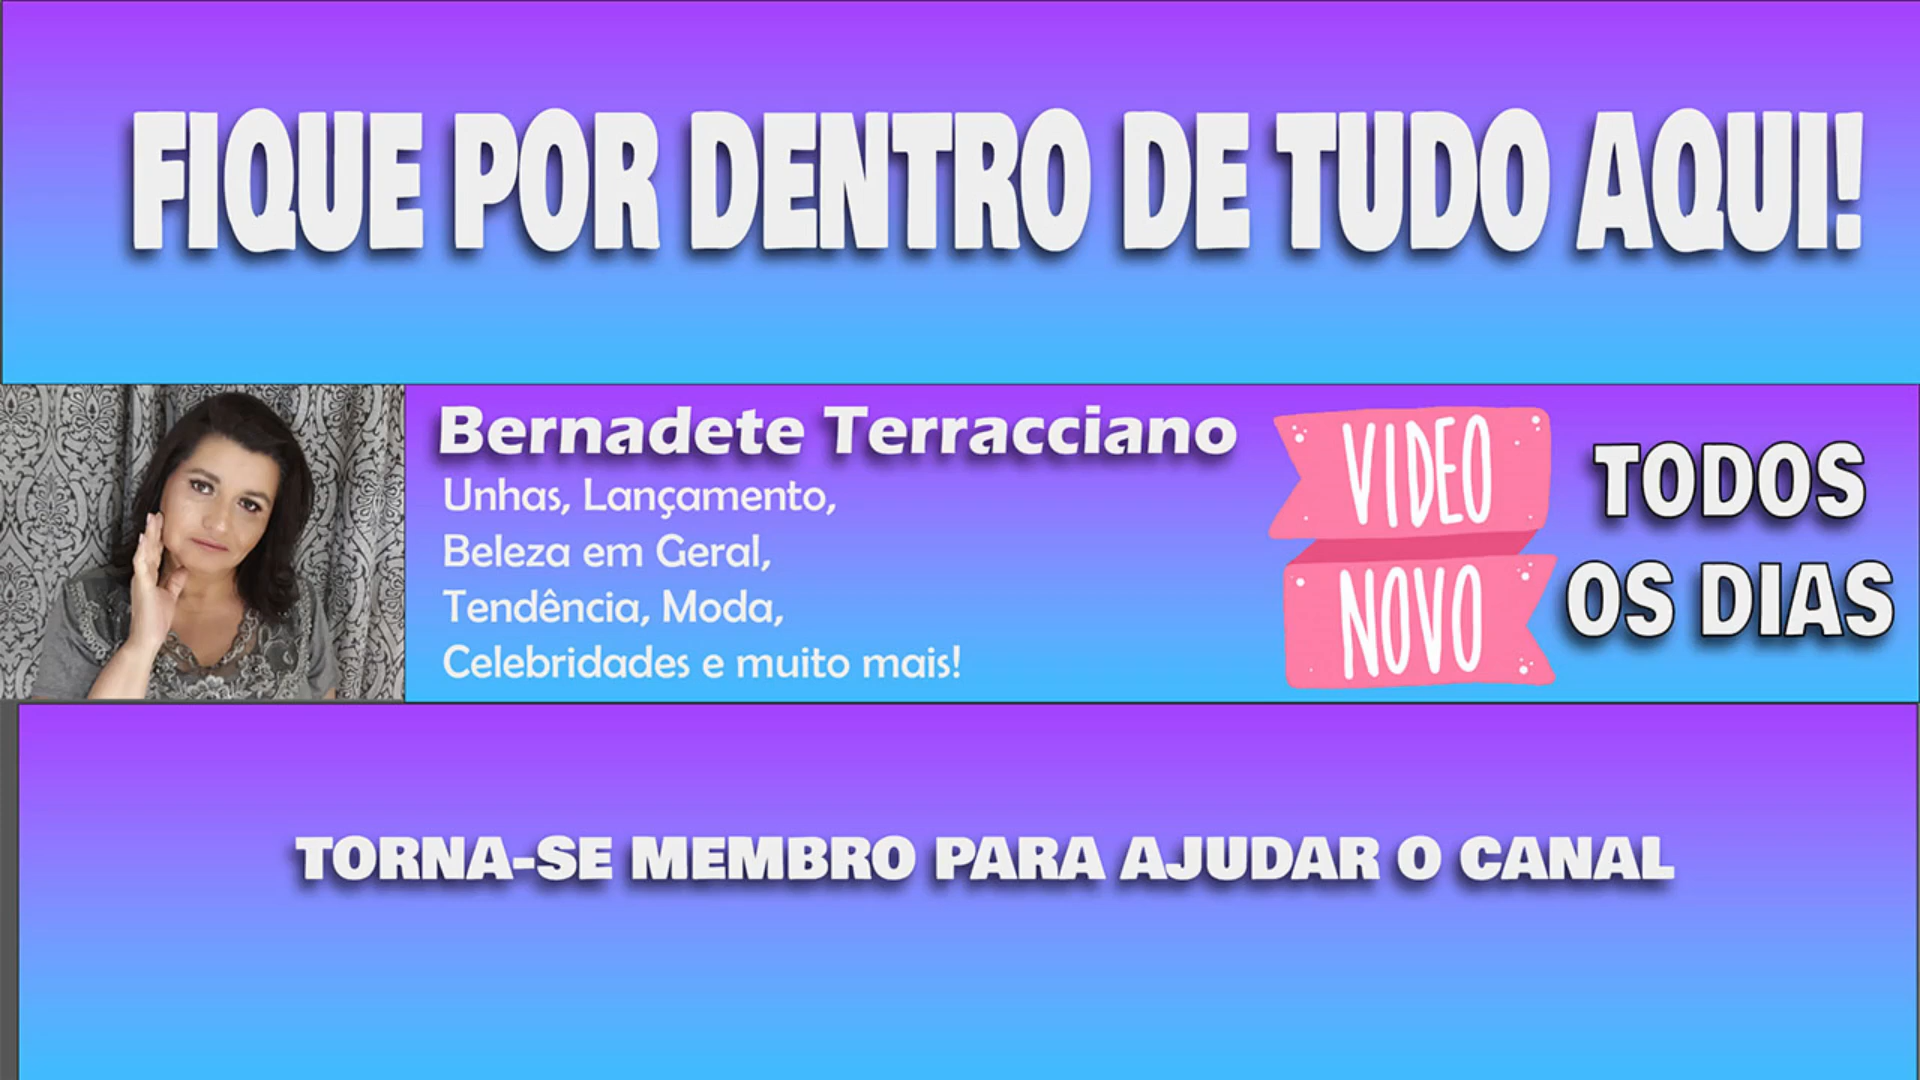 FIQUE POR DENTRO DE TUDO AQUI!
Bernadete Terracciano
Unhas, Lançamento,
Beleza em Geral,
Tendência, Moda,
Celebridades e muito mais!
VIDEO
NOVO
TODOS
OS DIAS
TORNA-SE MEMBRO PARA AJUDAR O CANAL